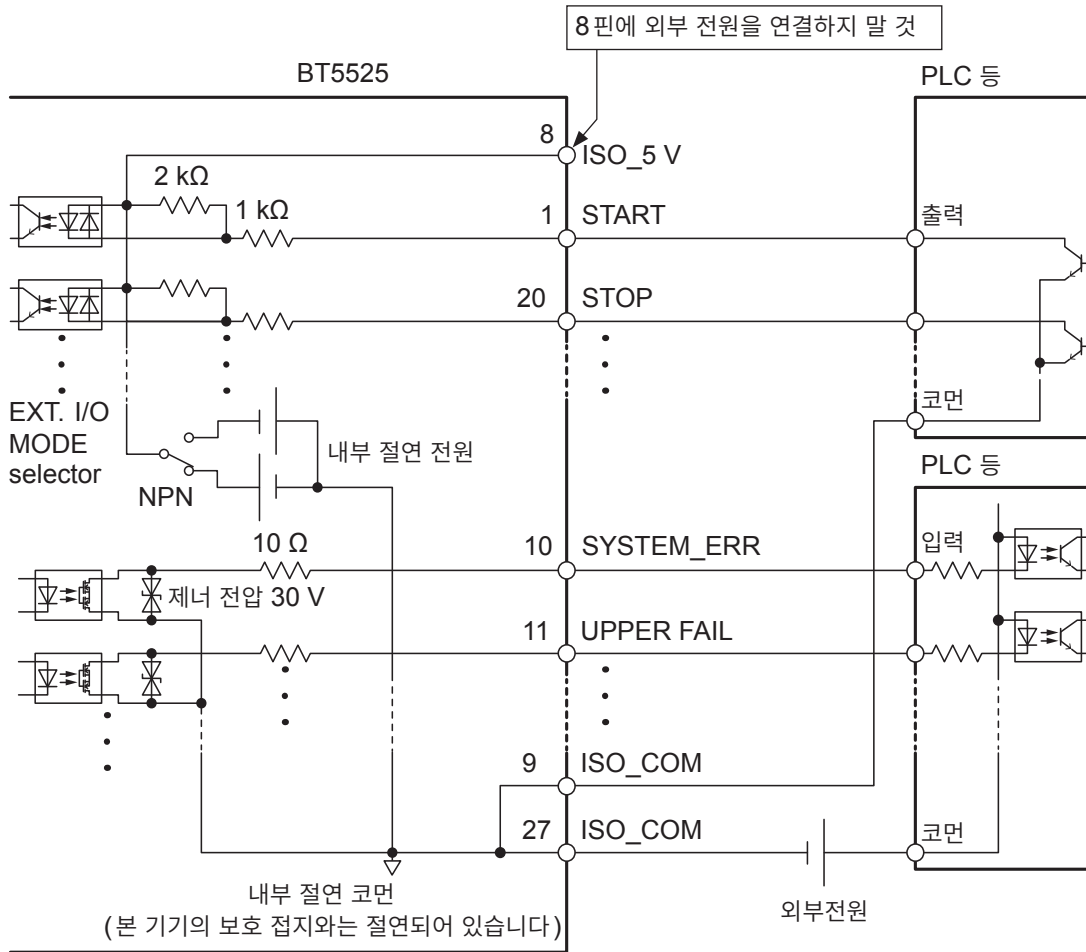 8핀에 외부 전원을 연결하지 말 것
BT5525
PLC 등
8
ISO_5 V
2 kΩ
1 kΩ
1
START
출력
20
STOP
코먼
EXT. I/O
MODE
selector
내부 절연 전원
NPN
PLC 등
10 Ω
10
SYSTEM_ERR
입력
제너 전압 30 V
11
UPPER FAIL
9
ISO_COM
27
ISO_COM
코먼
내부 절연 코먼
(본 기기의 보호 접지와는 절연되어 있습니다)
외부전원